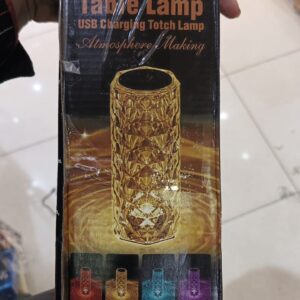 Table Lamp
USB Charging Totch Lamp
Atmosphere Making